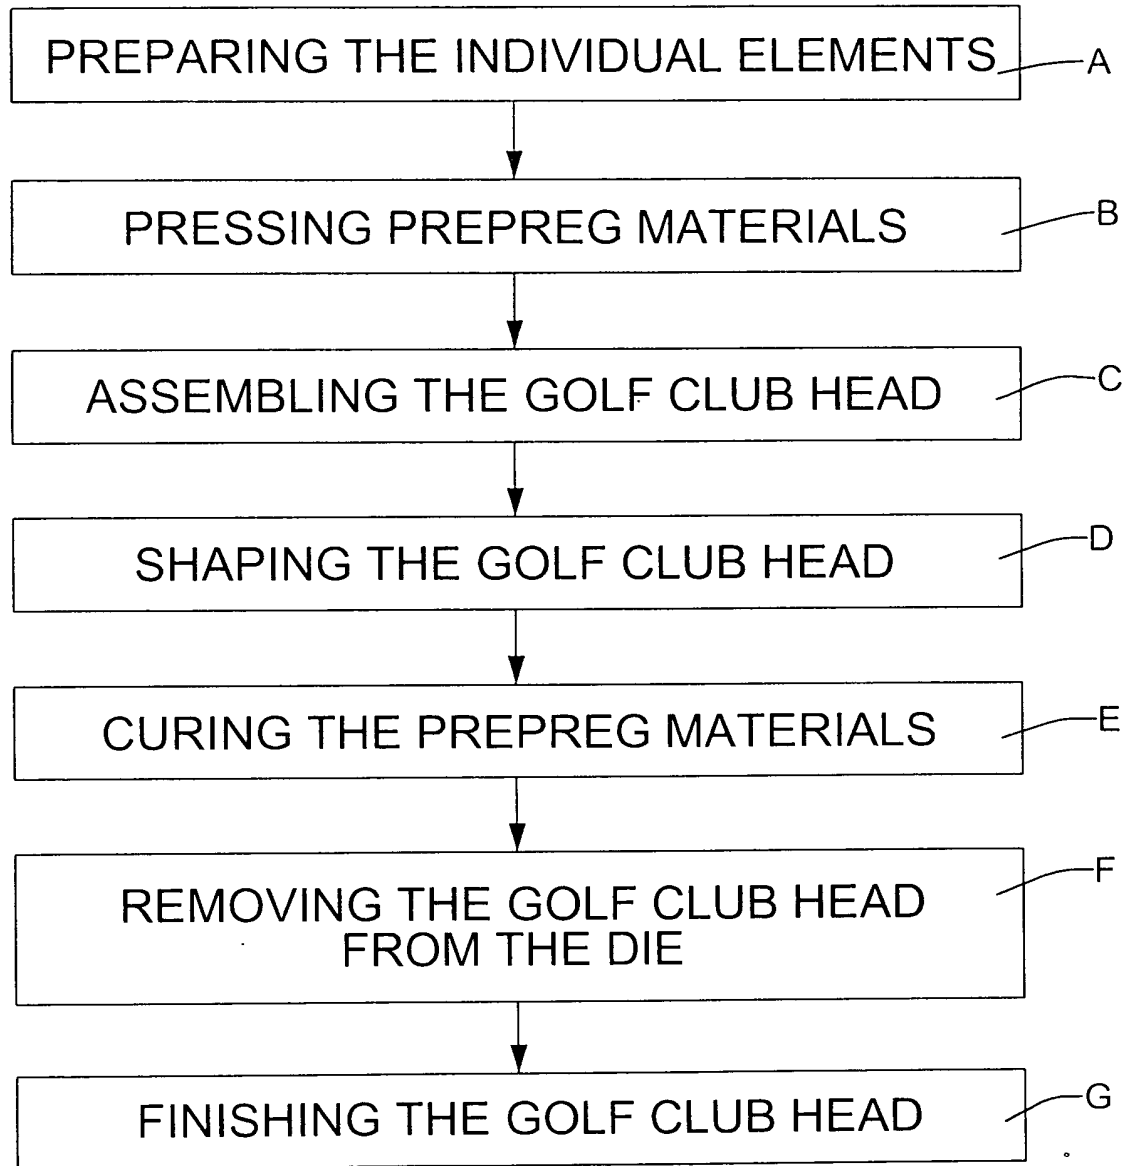 PREPARING THE INDIVIDUAL ELEMENTS
A
PRESSING PREPREG MATERIALS
B
ASSEMBLING THE GOLF CLUB HEAD
C
SHAPING THE GOLF CLUB HEAD
D
CURING THE PREPREG MATERIALS
E
REMOVING THE GOLF CLUB HEAD
FROM THE DIE
F
FINISHING THE GOLF CLUB HEAD
G